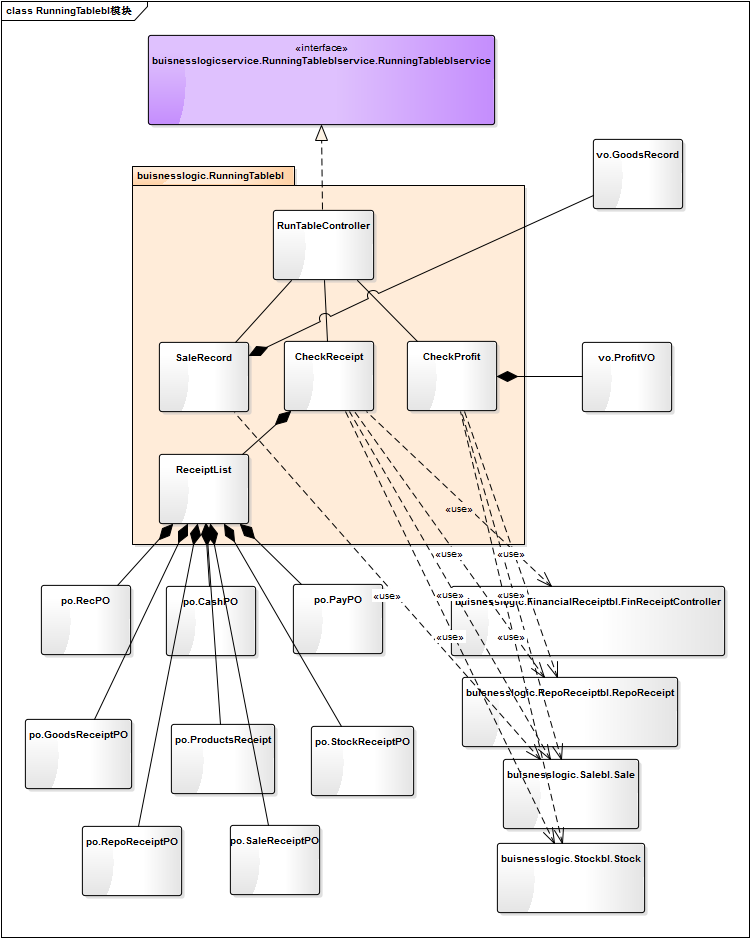 class RunningTablebl模块
«interface»
buisnesslogicservice.RunningTableblservice.RunningTableblservice
vo.GoodsRecord
buisnesslogic.RunningTablebl
RunTableController
SaleRecord
CheckReceipt
CheckProfit
vo.ProfitVO
ReceiptList
«use»
«use»
«use»
«use»
«use»
«use»
«use»
«use»
po.RecPO
po.CashPO
po.PayPO
buisnesslogic.FinancialReceiptbl.FinReceiptController
buisnesslogic.RepoReceiptbl.RepoReceipt
po.GoodsReceiptPO
po.ProductsReceipt
po.StockReceiptPO
buisnesslogic.Salebl.Sale
po.RepoReceiptPO
po.SaleReceiptPO
buisnesslogic.Stockbl.Stock